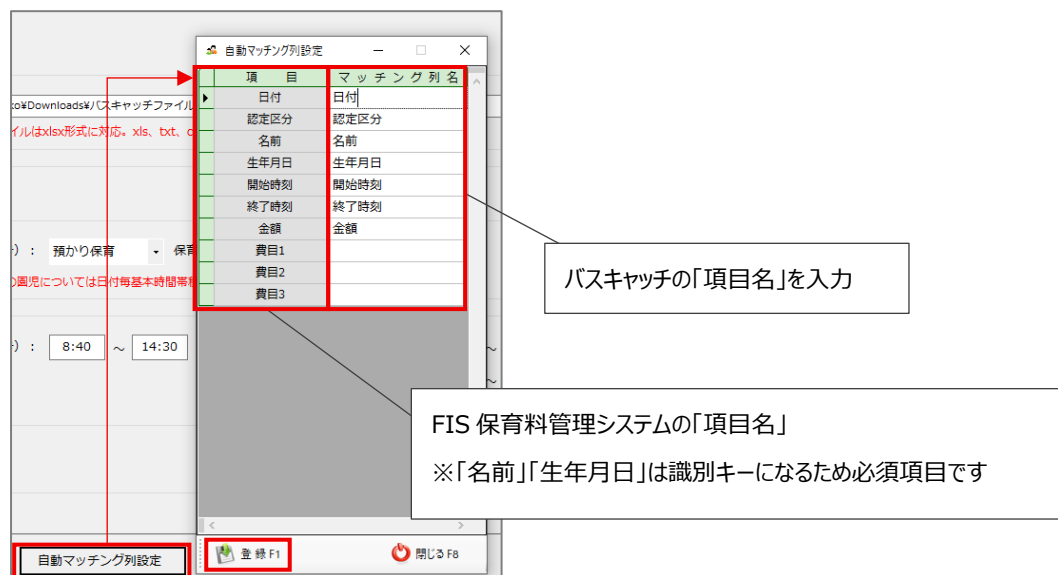 自動マッチング列設定
項 目 マッチング列名
日付 日付
認定区分 認定区分
名前 名前
生年月日 生年月日
開始時刻 開始時刻
終了時刻 終了時刻
金額 金額
費目1
費目2
費目3
ko¥Downloads¥バスキャッチファイル
イルはxlsx形式に対応。xls、txt、c
) : 預かり保育 保育
の園児については日付毎基本時間帯
) : 8:40 ～ 14:30 ～
～
バスキャッチの「項目名」を入力
FIS 保育料管理システムの「項目名」
※「名前」「生年月日」は識別キーになるため必須項目です
自動マッチング列設定
登 録 F1 閉じる F8